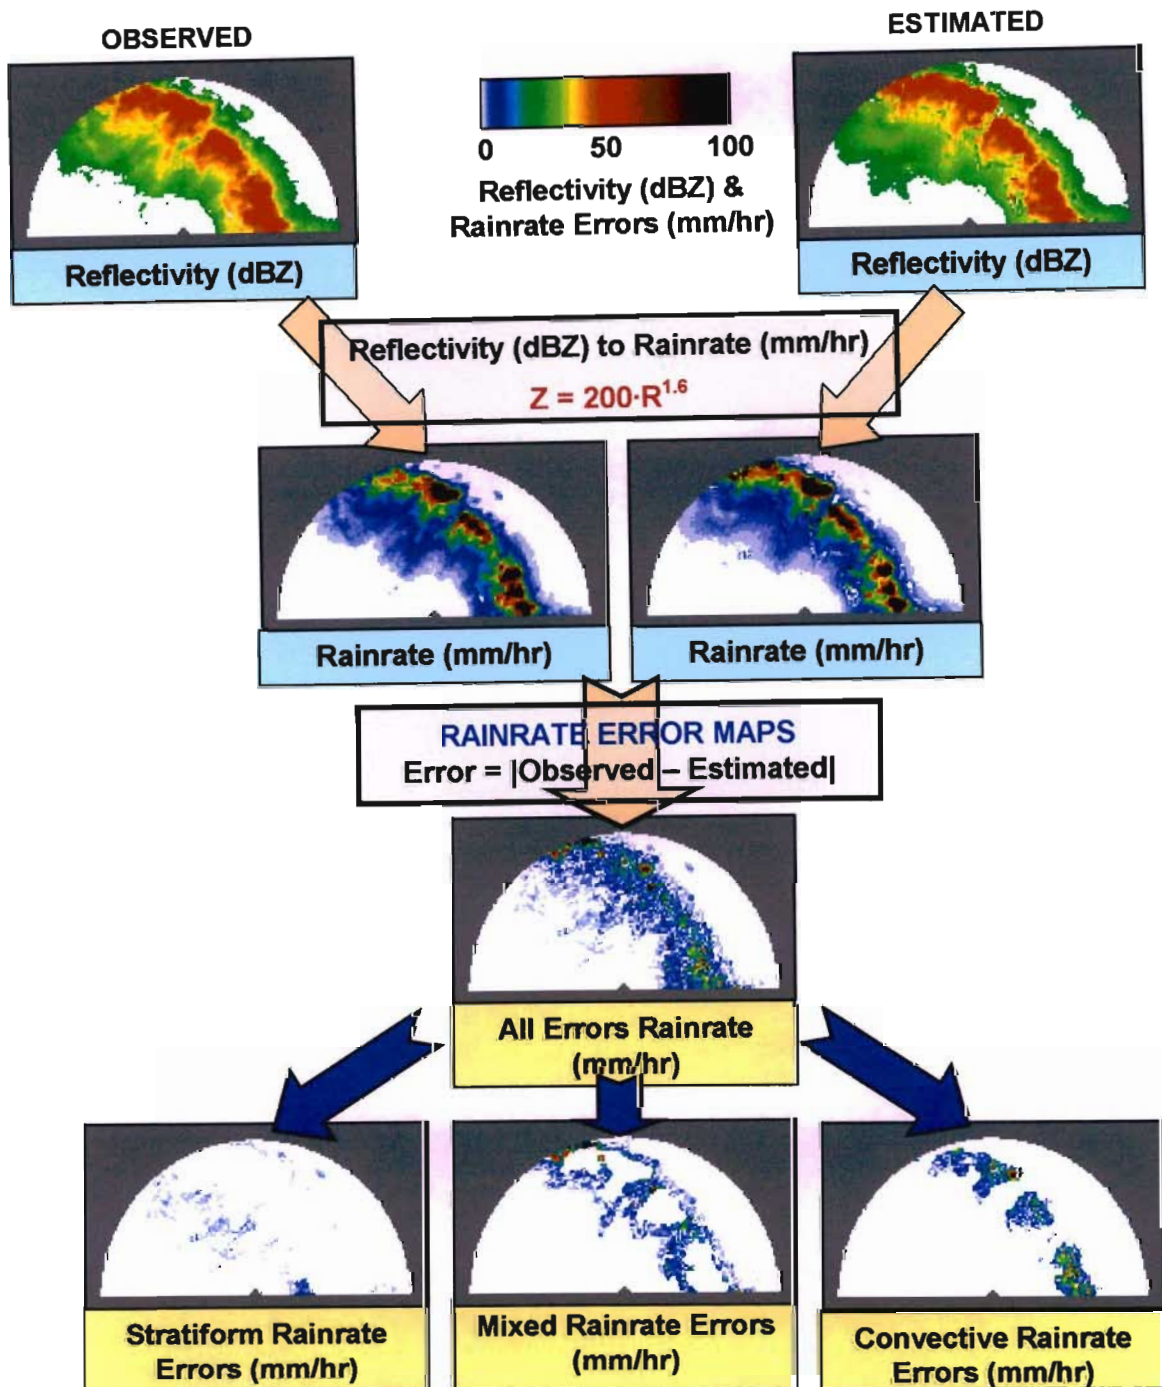 OBSERVED
ESTIMATED
0 50 100
Reflectivity (dBZ) &
Rainrate Errors (mm/hr)
Reflectivity (dBZ)
Reflectivity (dBZ)
Reflectivity (dBZ) to Rainrate (mm/hr)
Z = 200·R^1.6
Rainrate (mm/hr)
Rainrate (mm/hr)
RAINRATE ERROR MAPS
Error = |Observed – Estimated|
All Errors Rainrate
(mm/hr)
Stratiform Rainrate
Errors (mm/hr)
Mixed Rainrate Errors
(mm/hr)
Convective Rainrate
Errors (mm/hr)